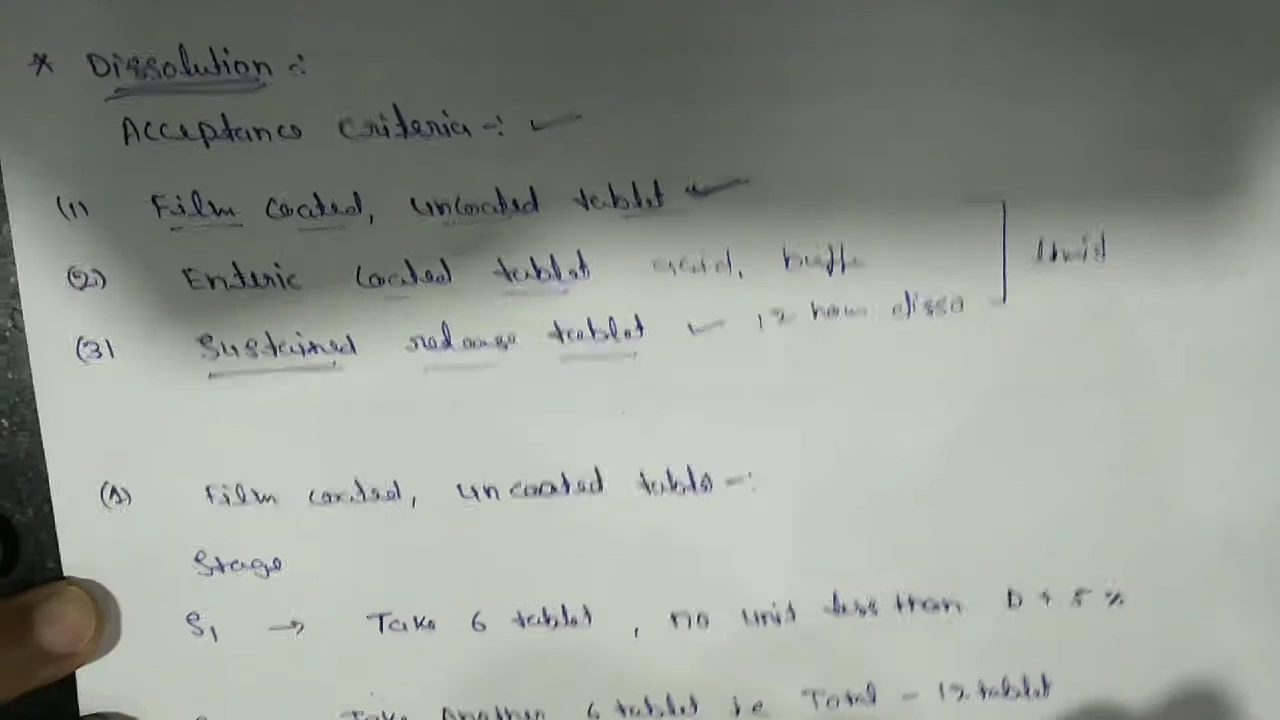 * Dissolution :
Acceptance Criteria :
(1) Film coated, uncoated tablet
(2) Enteric coated tablet acid, buffe
(3) Sustained tablet 12 hour disso
(A) Film coated, uncoated
Stage
S1 → Take 6 tablet, no unit less than D + 5 %
Take Another 6 tablet ie Total - 12 tablet